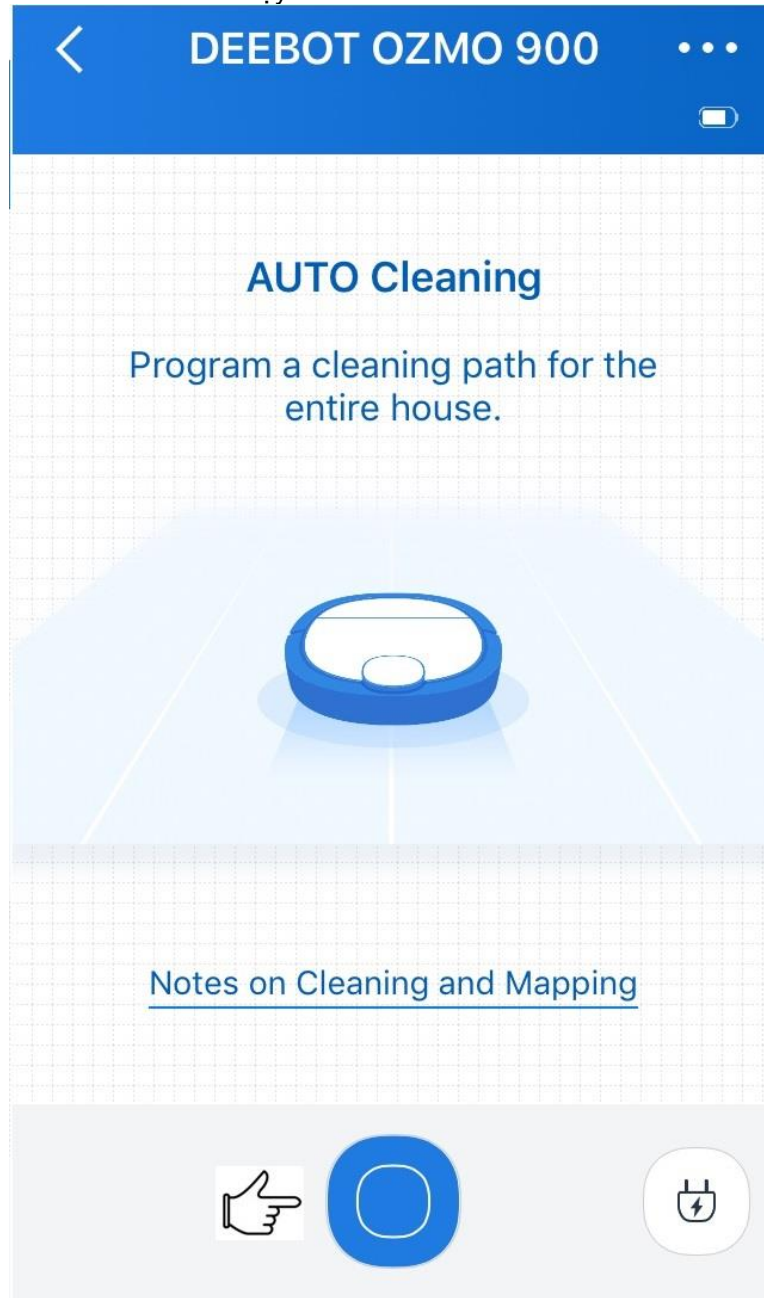 DEEBOT OZMO 900
AUTO Cleaning
Program a cleaning path for the
entire house.
Notes on Cleaning and Mapping